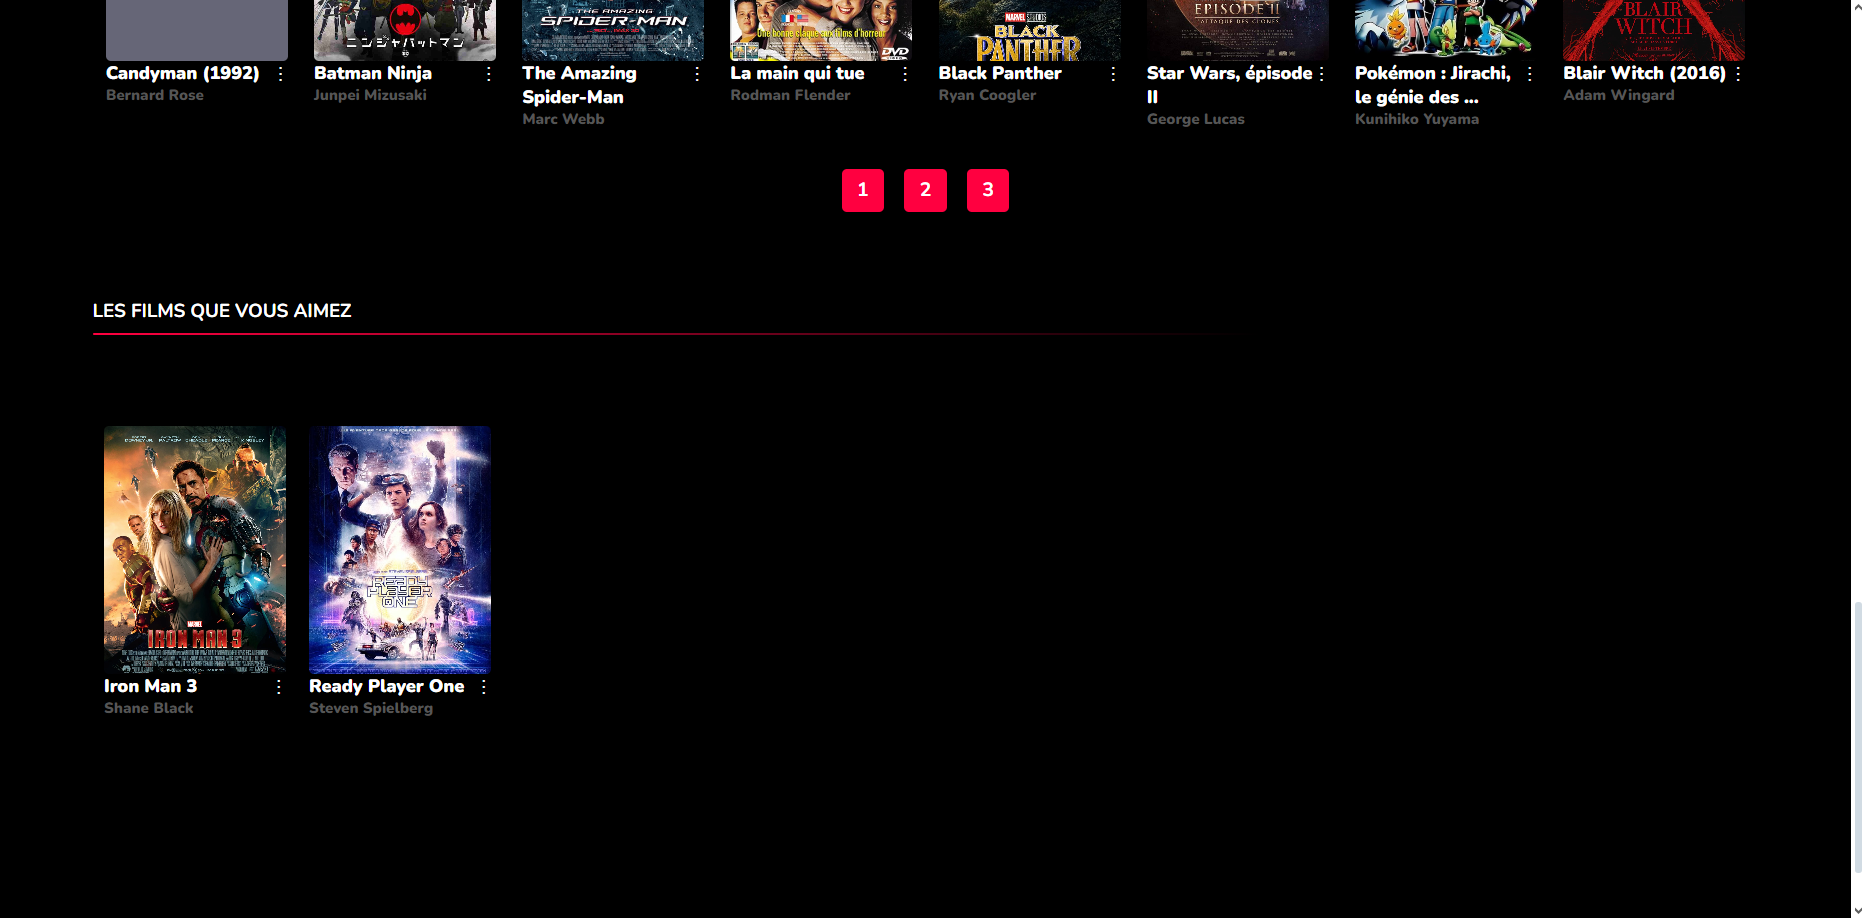 ニンジャバットマン
THE AMAZING
SPIDER-MAN
Une bonne claque aux films d'horreur
DVD
MARVEL STUDIOS
BLACK
PANTHER
EPISODE II
L'ATTAQUE DES CLONES
BLAIR
WITCH
Candyman (1992)
Bernard Rose
Batman Ninja
Junpei Mizusaki
The Amazing
Spider-Man
Marc Webb
La main qui tue
Rodman Flender
Black Panther
Ryan Coogler
Star Wars, épisode
II
George Lucas
Pokémon : Jirachi,
le génie des ...
Kunihiko Yuyama
Blair Witch (2016)
Adam Wingard
1 2 3
LES FILMS QUE VOUS AIMEZ
MARVEL
IRON MAN 3
READY
PLAYER
ONE
Iron Man 3
Shane Black
Ready Player One
Steven Spielberg